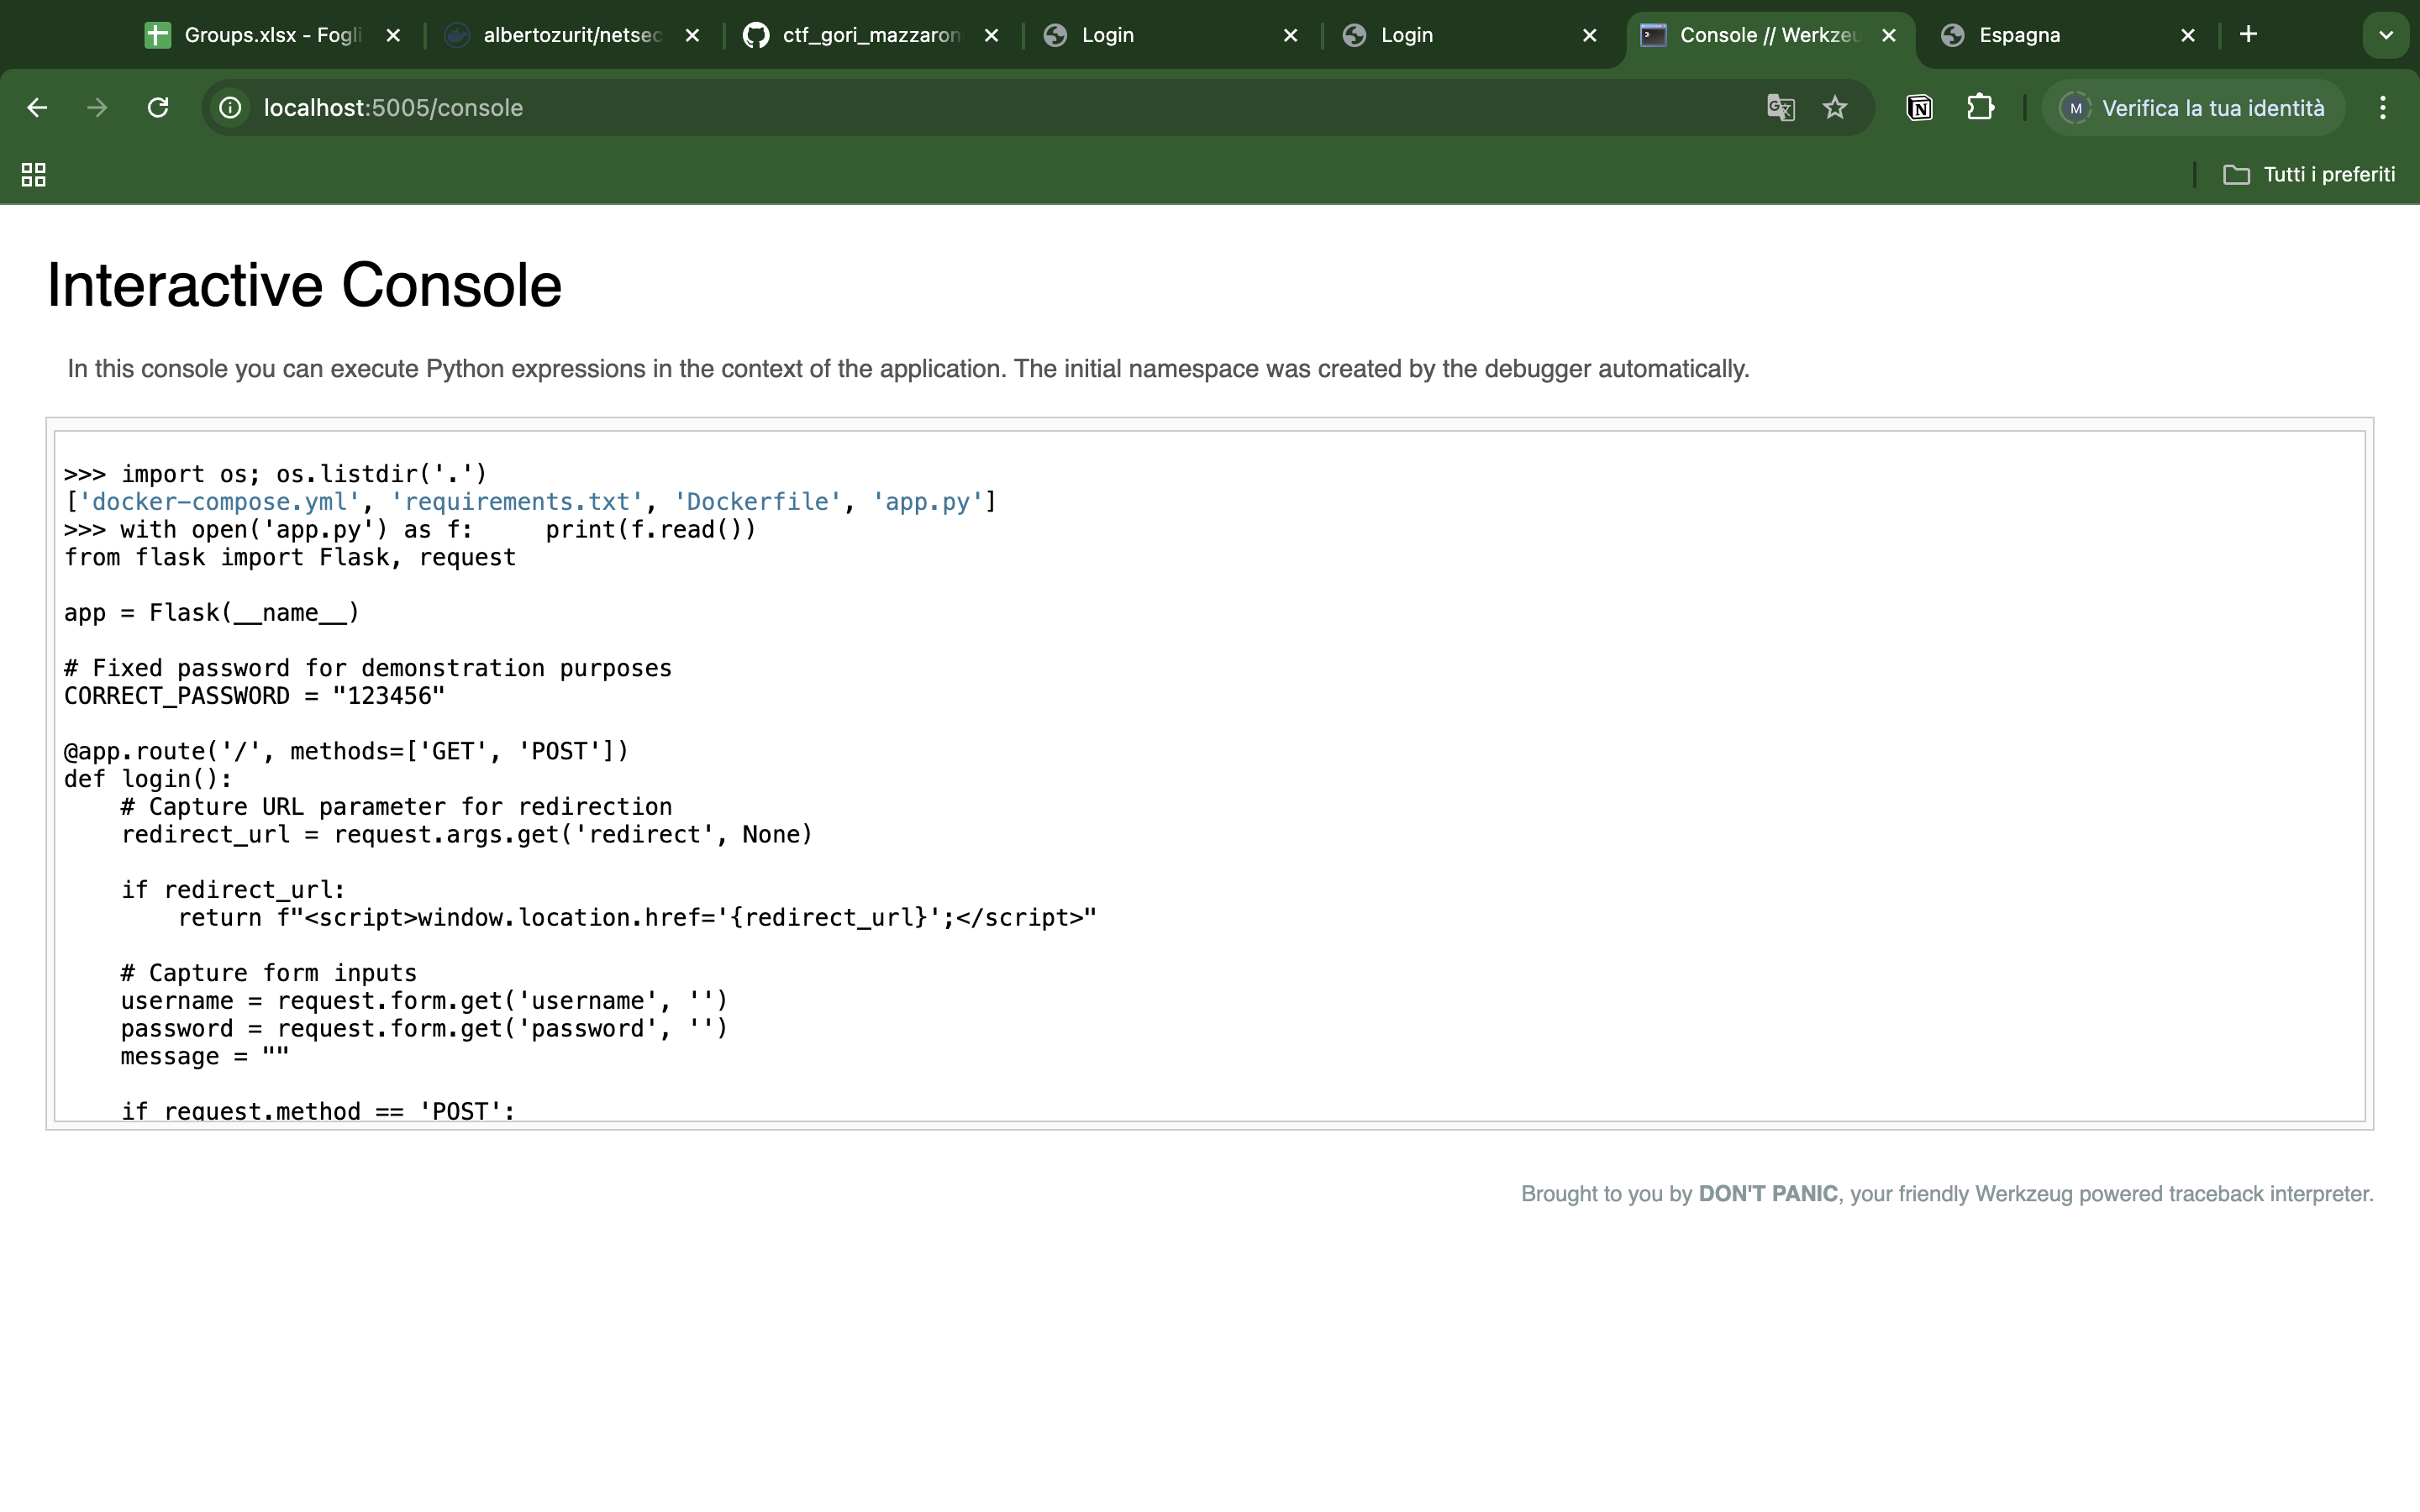 Groups.xlsx - Fogli
albertozurit/netsec
ctf_gori_mazzaron
Login
Login
Console // Werkzeu
Espagna
localhost:5005/console
M Verifica la tua identità
Tutti i preferiti
Interactive Console
In this console you can execute Python expressions in the context of the application. The initial namespace was created by the debugger automatically.
>>> import os; os.listdir('.')
['docker-compose.yml', 'requirements.txt', 'Dockerfile', 'app.py']
>>> with open('app.py') as f:     print(f.read())
from flask import Flask, request
app = Flask(__name__)
# Fixed password for demonstration purposes
CORRECT_PASSWORD = "123456"
@app.route('/', methods=['GET', 'POST'])
def login():
    # Capture URL parameter for redirection
    redirect_url = request.args.get('redirect', None)
    if redirect_url:
        return f"<script>window.location.href='{redirect_url}';</script>"
    # Capture form inputs
    username = request.form.get('username', '')
    password = request.form.get('password', '')
    message = ""
    if request.method == 'POST':
Brought to you by DON'T PANIC, your friendly Werkzeug powered traceback interpreter.